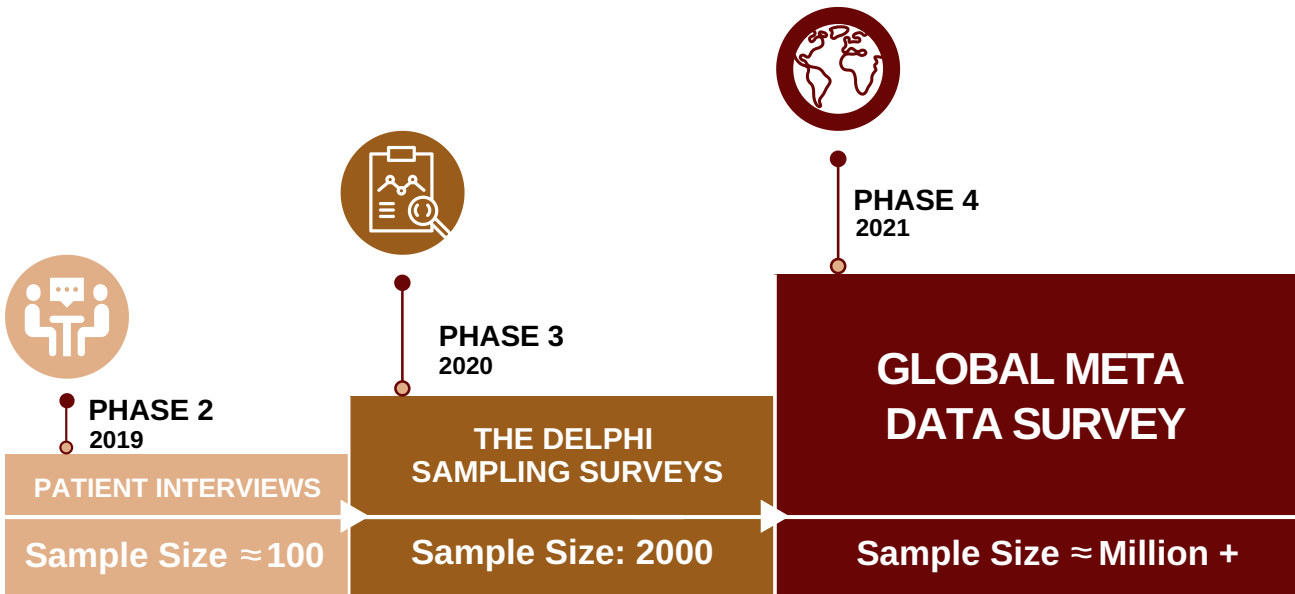 PHASE 2
2019
PATIENT INTERVIEWS
Sample Size ≈ 100
PHASE 3
2020
THE DELPHI
SAMPLING SURVEYS
Sample Size: 2000
PHASE 4
2021
GLOBAL META
DATA SURVEY
Sample Size ≈ Million +